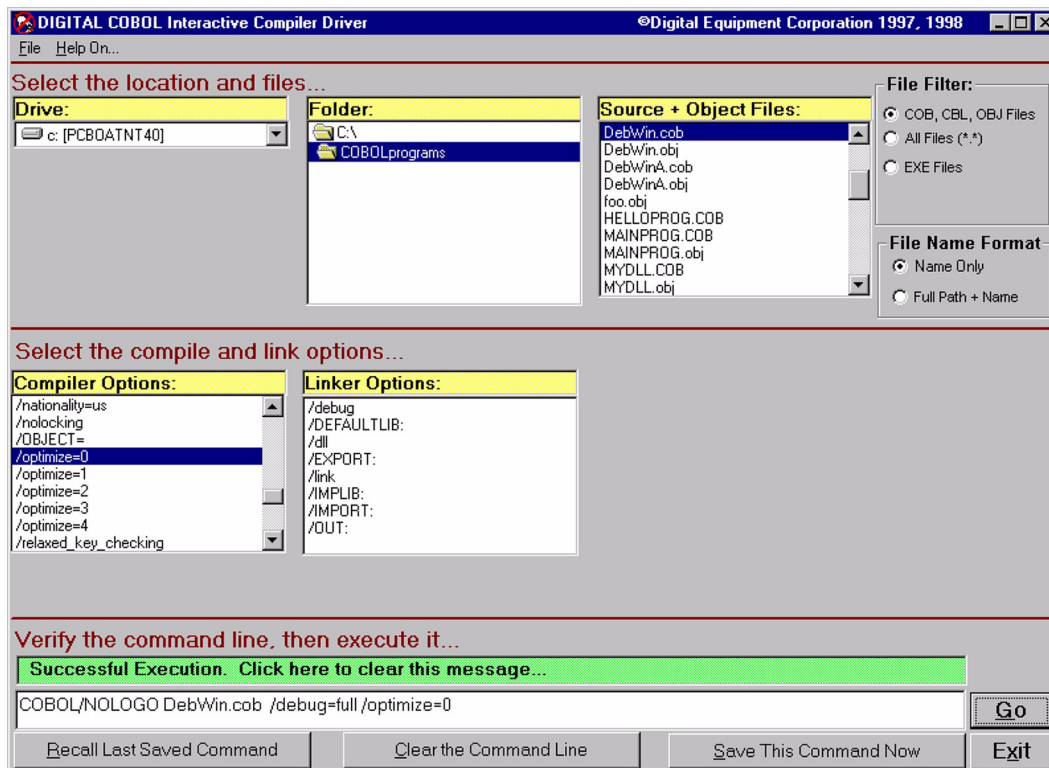 DIGITAL COBOL Interactive Compiler Driver ©Digital Equipment Corporation 1997, 1998
File Help On...
Select the location and files...
Drive:
c: [PCBOATNT40]
Folder:
C:\
COBOLprograms
Source + Object Files:
DebWin.cob
DebWin.obj
DebWinA.cob
DebWinA.obj
foo.obj
HELLOPROG.COB
MAINPROG.COB
MAINPROG.obj
MYDLL.COB
MYDLL.obj
File Filter:
COB, CBL, OBJ Files
All Files (*.*)
EXE Files
File Name Format
Name Only
Full Path + Name
Select the compile and link options...
Compiler Options:
/nationality=us
/nolocking
/OBJECT=
/optimize=0
/optimize=1
/optimize=2
/optimize=3
/optimize=4
/relaxed_key_checking
Linker Options:
/debug
/DEFAULTLIB:
/dll
/EXPORT:
/link
/IMPLIB:
/IMPORT:
/OUT:
Verify the command line, then execute it...
Successful Execution. Click here to clear this message...
COBOL/NOLOGO DebWin.cob /debug=full /optimize=0
Go
Recall Last Saved Command
Clear the Command Line
Save This Command Now
Exit